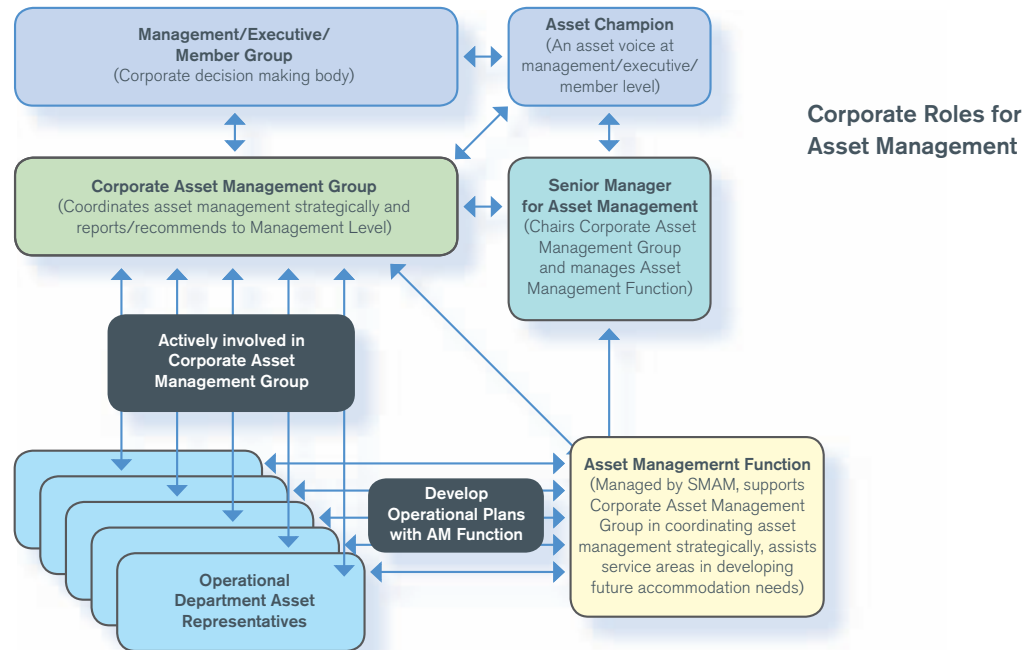 Management/Executive/
Member Group
(Corporate decision making body)
Asset Champion
(An asset voice at
management/executive/
member level)
Corporate Roles for
Asset Management
Corporate Asset Management Group
(Coordinates asset management strategically and
reports/recommends to Management Level)
Senior Manager
for Asset Management
(Chairs Corporate Asset
Management Group
and manages Asset
Management Function)
Actively involved in
Corporate Asset
Management Group
Develop
Operational Plans
with AM Function
Asset Managemernt Function
(Managed by SMAM, supports
Corporate Asset Management
Group in coordinating asset
management strategically, assists
service areas in developing
future accommodation needs)
Operational
Department Asset
Representatives